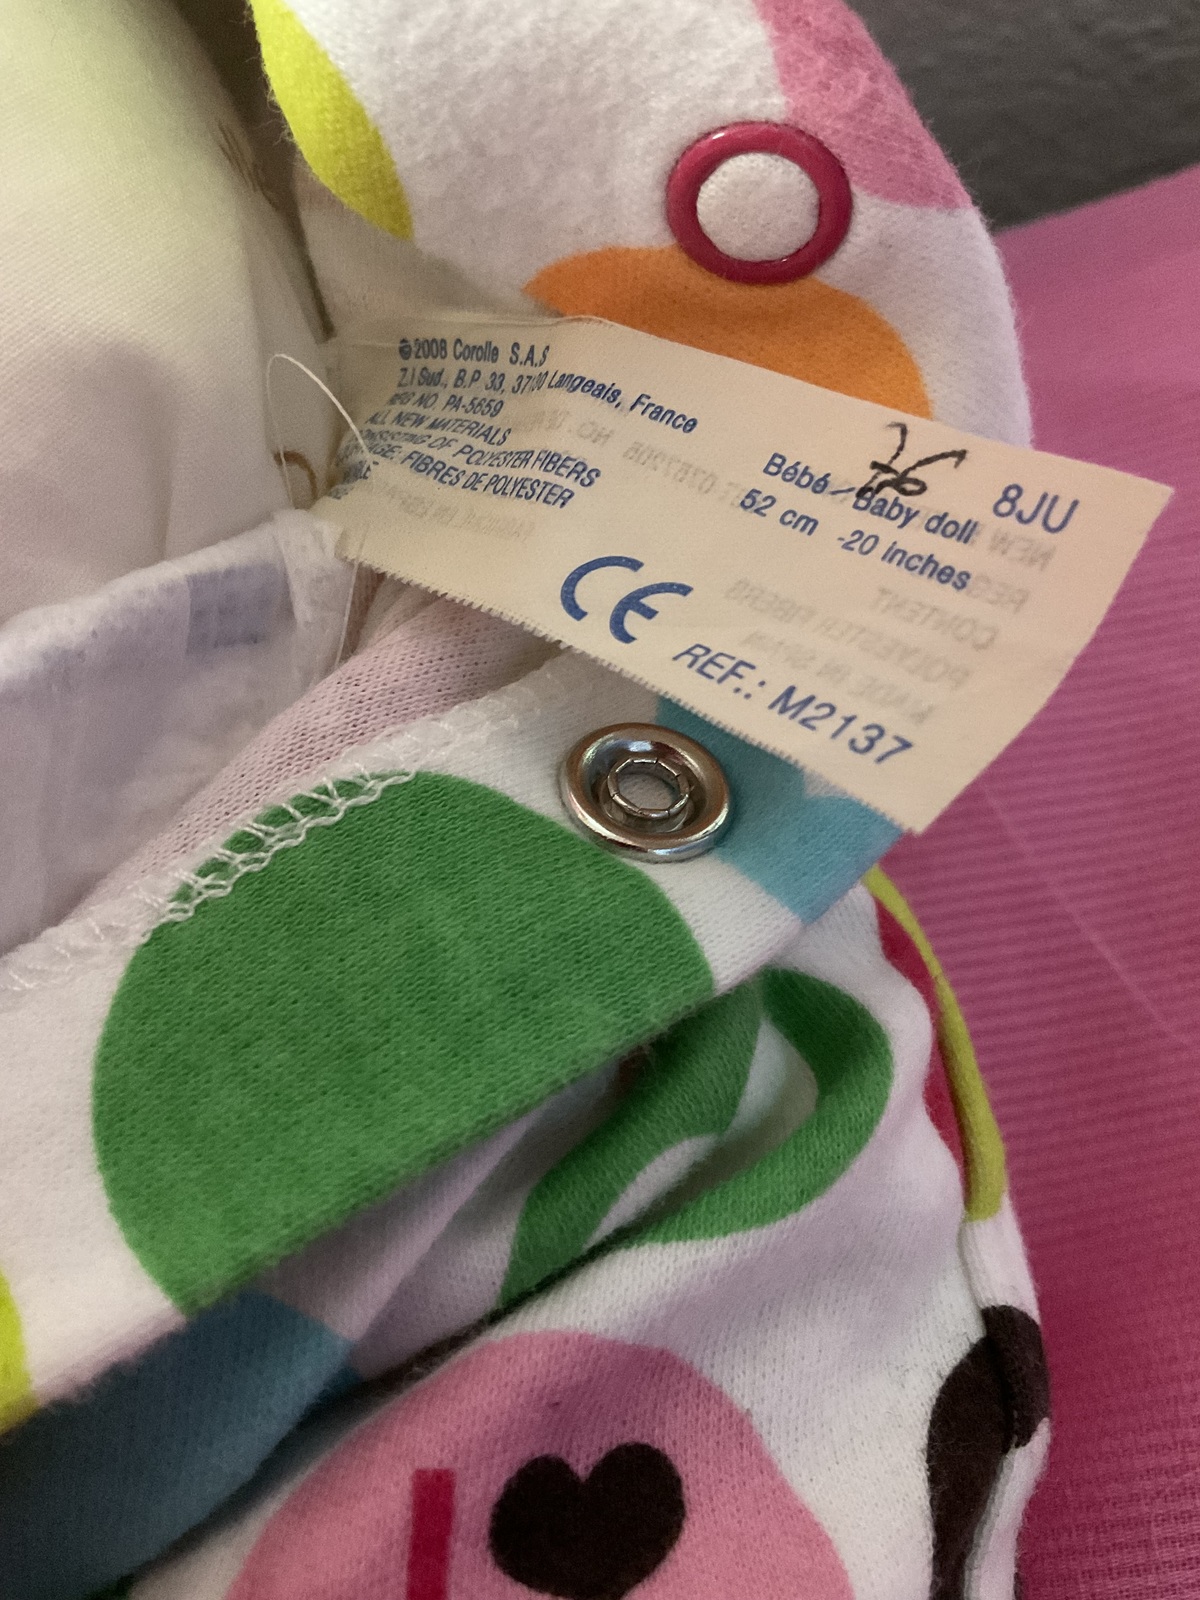 ©2008 Corolle S.A.S
Z.I Sud., B.P 33, 37130 Langeais, France
REG NO. PA-5659
ALL NEW MATERIALS
CONSISTING OF POLYESTER FIBERS
FIBRES DE POLYESTER
8JU
Bébé/Baby doll
52 cm -20 inches
CE
REF.: M2137